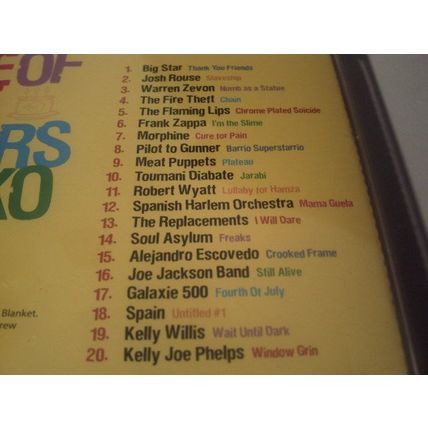 E OF
RS
KO
1. Big Star Thank You Friends
2. Josh Rouse Slaveship
3. Warren Zevon Numb as a Statue
4. The Fire Theft Chain
5. The Flaming Lips Chrome Plated Soicide
6. Frank Zappa I'm the Slime
7. Morphine Cure for Pain
8. Pilot to Gunner Barrio Superstarrio
9. Meat Puppets Plateau
10. Toumani Diabate Jarabi
11. Robert Wyatt Lullaby for Hamza
12. Spanish Harlem Orchestra Mama Guela
13. The Replacements I Will Dare
14. Soul Asylum Freaks
15. Alejandro Escovedo Crooked Frame
16. Joe Jackson Band Still Alive
17. Galaxie 500 Fourth Of July
18. Spain Untitled #1
19. Kelly Willis Wait Until Dark
20. Kelly Joe Phelps Window Grin
Blanket.
rew